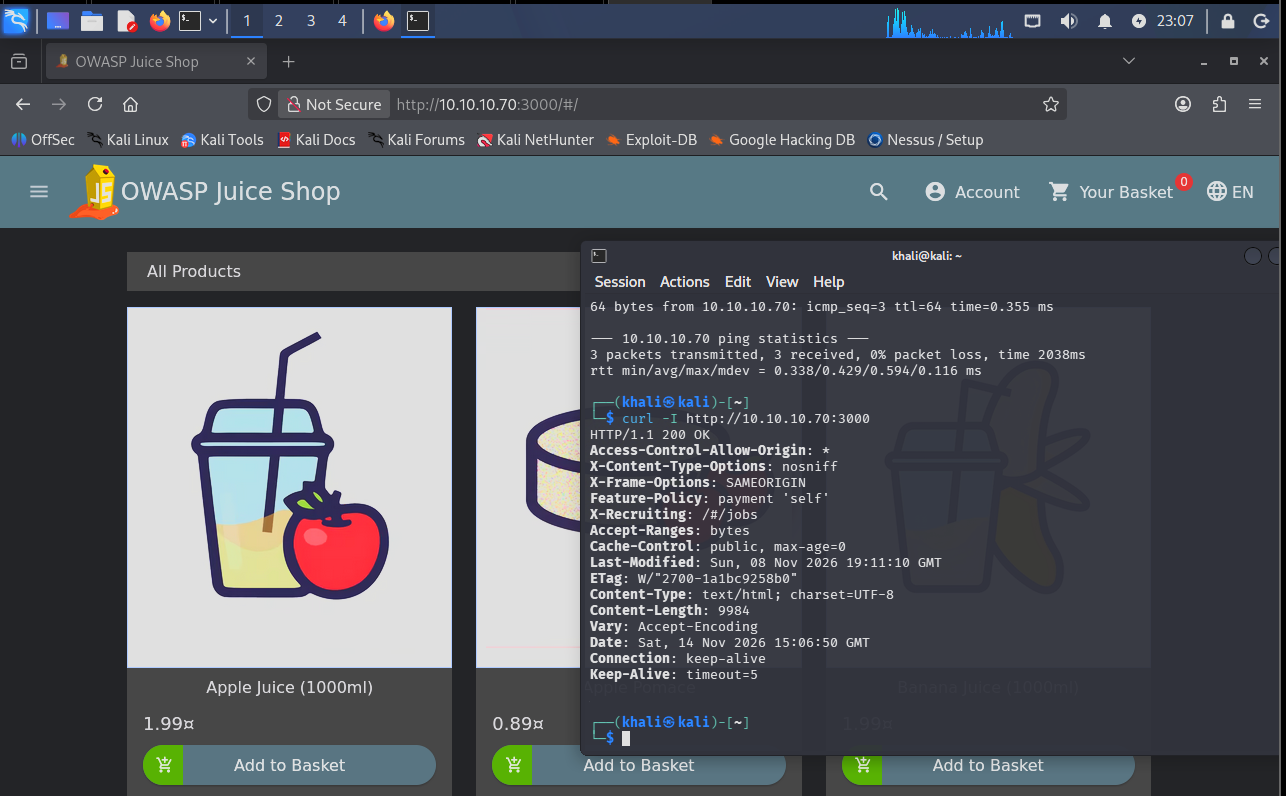 1 2 3 4 23:07
OWASP Juice Shop
Not Secure http://10.10.10.70:3000/#/
OffSec Kali Linux Kali Tools Kali Docs Kali Forums Kali NetHunter Exploit-DB Google Hacking DB Nessus / Setup
JS OWASP Juice Shop Account Your Basket 0 EN
All Products
khali@kali: ~
Session Actions Edit View Help
64 bytes from 10.10.10.70: icmp_seq=3 ttl=64 time=0.355 ms
— 10.10.10.70 ping statistics —
3 packets transmitted, 3 received, 0% packet loss, time 2038ms
rtt min/avg/max/mdev = 0.338/0.429/0.594/0.116 ms
┌──(khali㉿kali)-[~]
└─$ curl -I http://10.10.10.70:3000
HTTP/1.1 200 OK
Access-Control-Allow-Origin: *
X-Content-Type-Options: nosniff
X-Frame-Options: SAMEORIGIN
Feature-Policy: payment 'self'
X-Recruiting: /#/jobs
Accept-Ranges: bytes
Cache-Control: public, max-age=0
Last-Modified: Sun, 08 Nov 2026 19:11:10 GMT
ETag: W/"2700-1a1bc9258b0"
Content-Type: text/html; charset=UTF-8
Content-Length: 9984
Vary: Accept-Encoding
Date: Sat, 14 Nov 2026 15:06:50 GMT
Connection: keep-alive
Keep-Alive: timeout=5
┌──(khali㉿kali)-[~]
└─$
Apple Juice (1000ml) Apple Pomace Banana Juice (1000ml)
1.99¤ 0.89¤ 1.99¤
Add to Basket Add to Basket Add to Basket